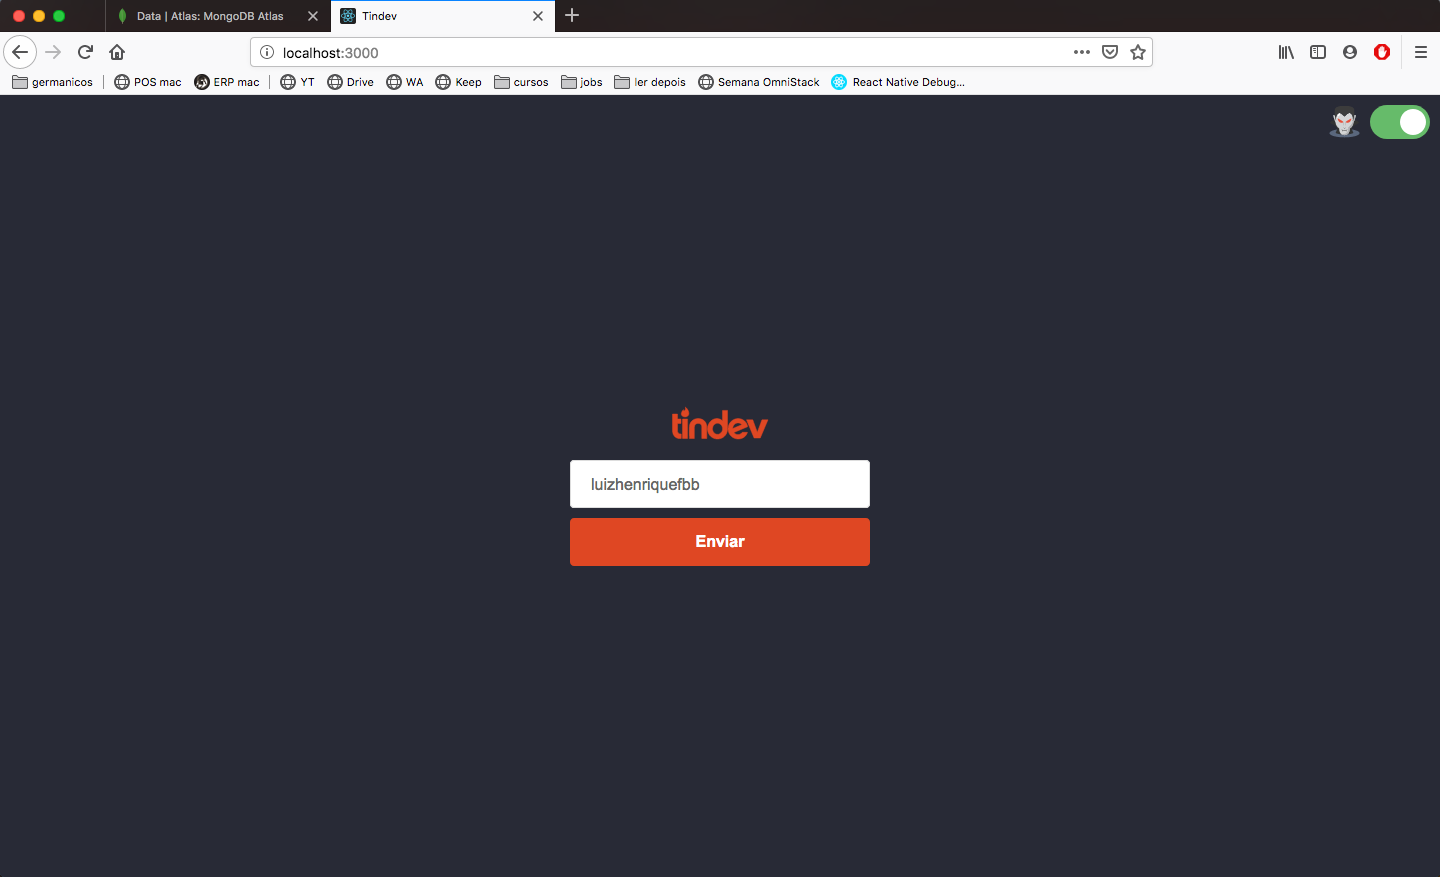 Data | Atlas: MongoDB Atlas
Tindev
localhost:3000
germanicos POS mac ERP mac YT Drive WA Keep cursos jobs ler depois Semana OmniStack React Native Debug...
tindev
luizhenriquefbb
Enviar